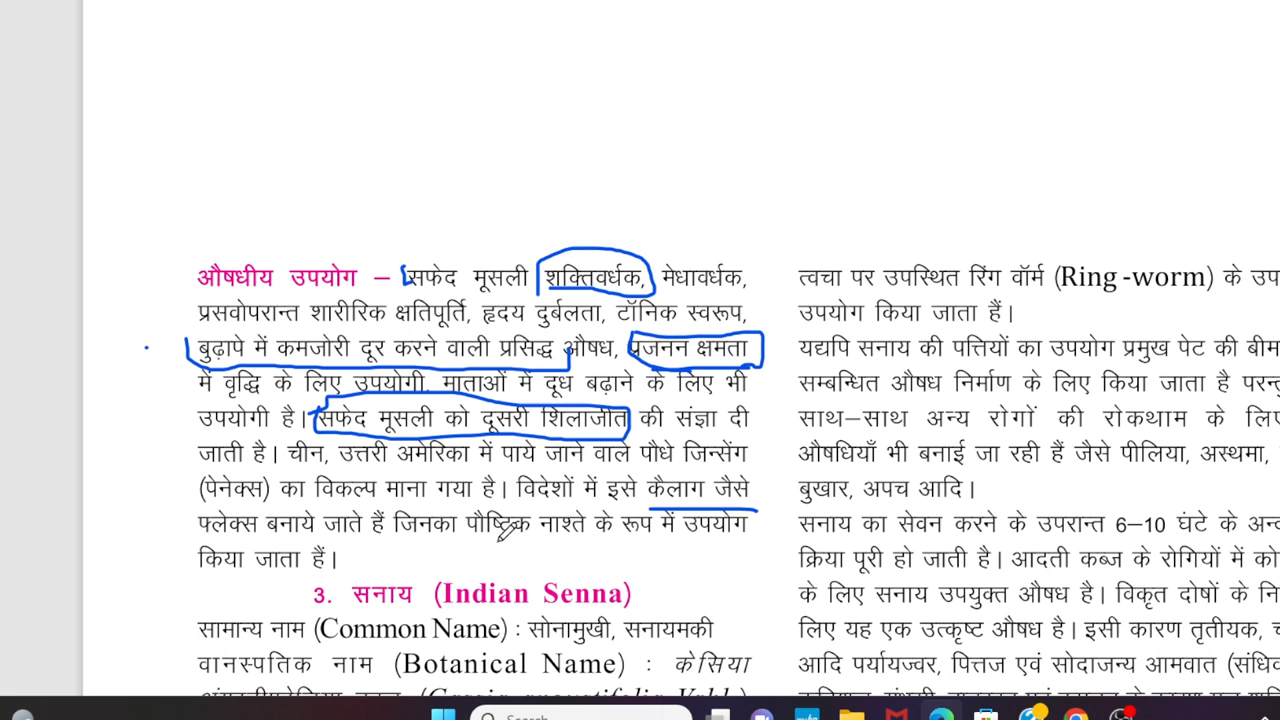 औषधीय उपयोग – सफेद मूसली शक्तिवर्धक, मेधावर्धक,
प्रसवोपरान्त शारीरिक क्षतिपूर्ति, हृदय दुर्बलता, टॉनिक स्वरूप,
बुढ़ापे में कमजोरी दूर करने वाली प्रसिद्ध औषध, प्रजनन क्षमता
में वृद्धि के लिए उपयोगी, माताओं में दूध बढ़ाने के लिए भी
उपयोगी है। सफेद मूसली को दूसरी शिलाजीत की संज्ञा दी
जाती है। चीन, उत्तरी अमेरिका में पाये जाने वाले पौधे जिन्सेंग
(पेनेक्स) का विकल्प माना गया है। विदेशों में इसे कैलाग जैसे
फ्लेक्स बनाये जाते हैं जिनका पौष्टिक नाश्ते के रूप में उपयोग
किया जाता हैं।
3. सनाय (Indian Senna)
सामान्य नाम (Common Name) : सोनामुखी, सनायमकी
वानस्पतिक नाम (Botanical Name) : केसिया
त्वचा पर उपस्थित रिंग वॉर्म (Ring -worm) के
उपयोग किया जाता हैं।
यद्यपि सनाय की पत्तियों का उपयोग प्रमुख पेट की
सम्बन्धित औषध निर्माण के लिए किया जाता है
साथ–साथ अन्य रोगों की रोकथाम के
औषधियाँ भी बनाई जा रही हैं जैसे पीलिया, अस्थमा,
बुखार, अपच आदि।
सनाय का सेवन करने के उपरान्त 6–10 घंटे के
क्रिया पूरी हो जाती है। आदती कब्ज के रोगियों में
के लिए सनाय उपयुक्त औषध है। विकृत दोषों के
लिए यह एक उत्कृष्ट औषध है। इसी कारण तृतीयक,
आदि पर्यायज्वर, पित्तज एवं सोदाजन्य आमवात
Search